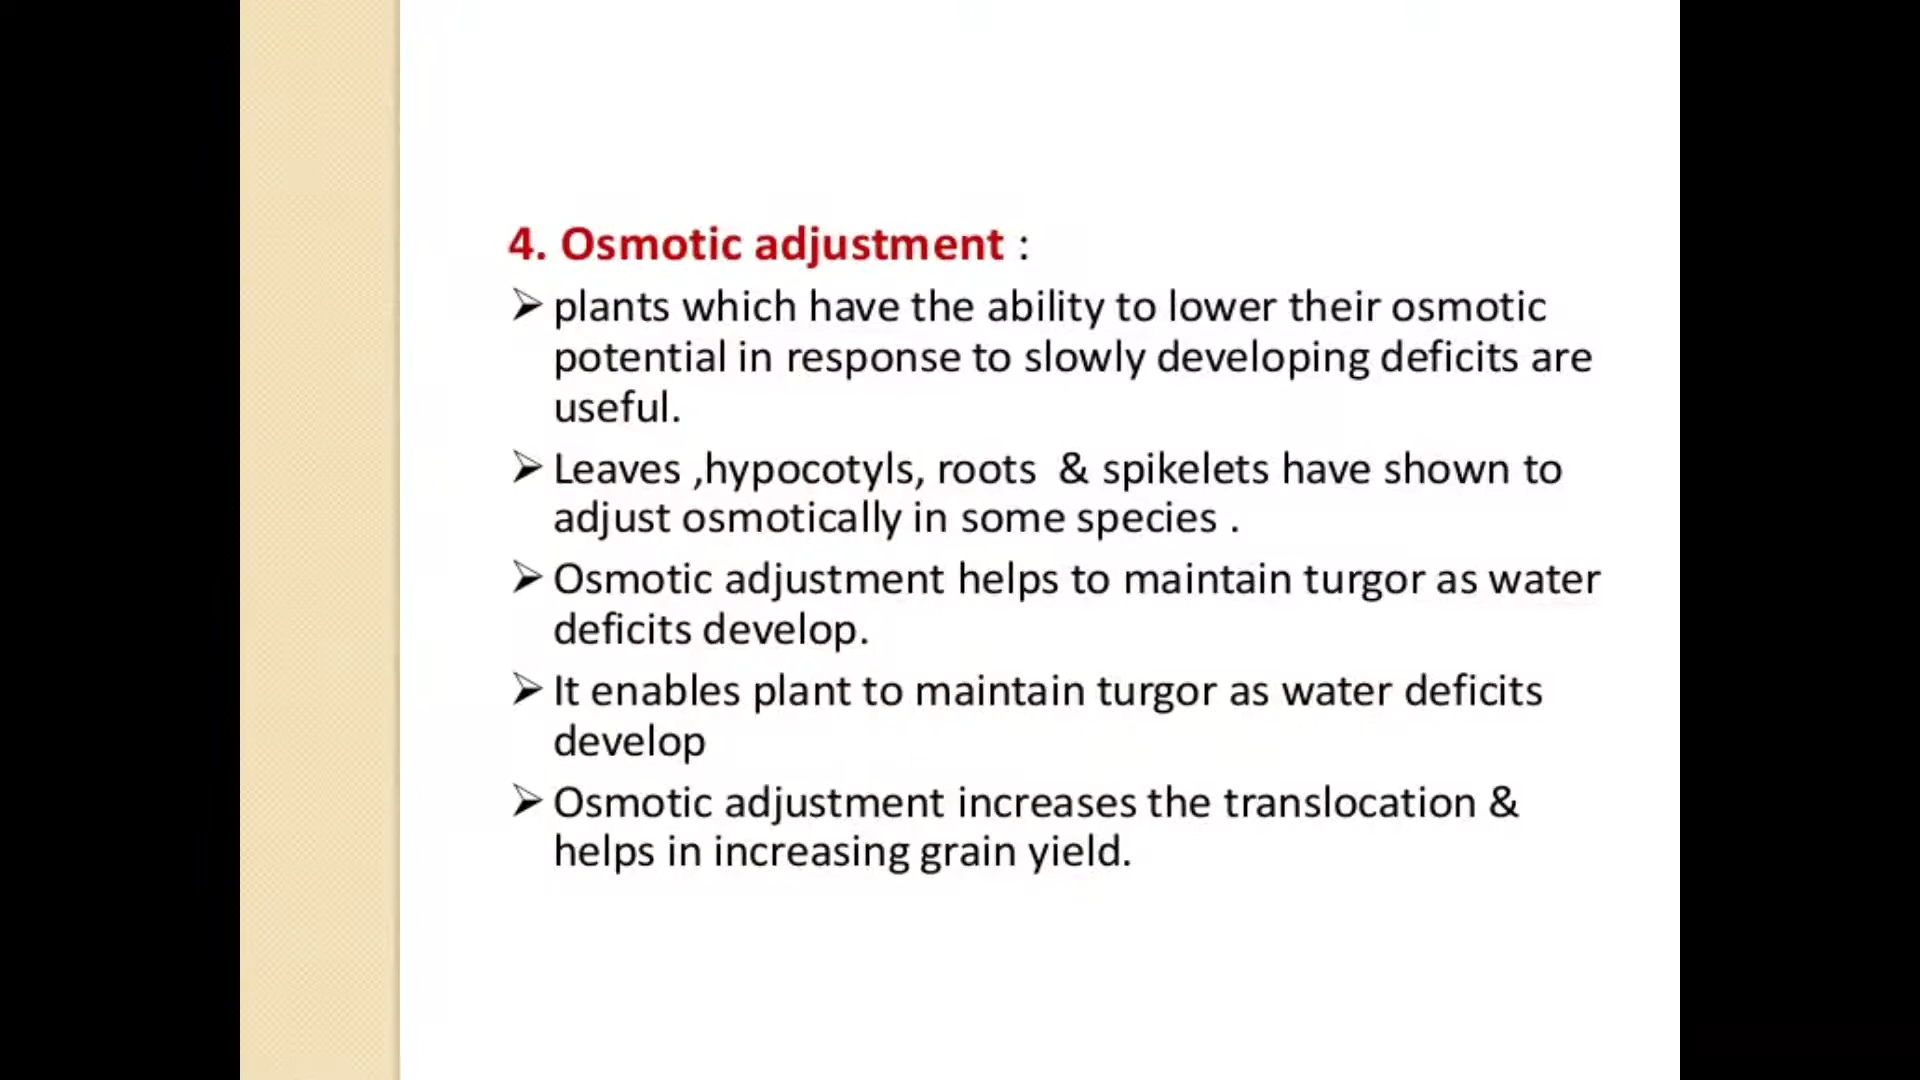 4. Osmotic adjustment :
➢ plants which have the ability to lower their osmotic
potential in response to slowly developing deficits are
useful.
➢ Leaves ,hypocotyls, roots & spikelets have shown to
adjust osmotically in some species .
➢ Osmotic adjustment helps to maintain turgor as water
deficits develop.
➢ It enables plant to maintain turgor as water deficits
develop
➢ Osmotic adjustment increases the translocation &
helps in increasing grain yield.